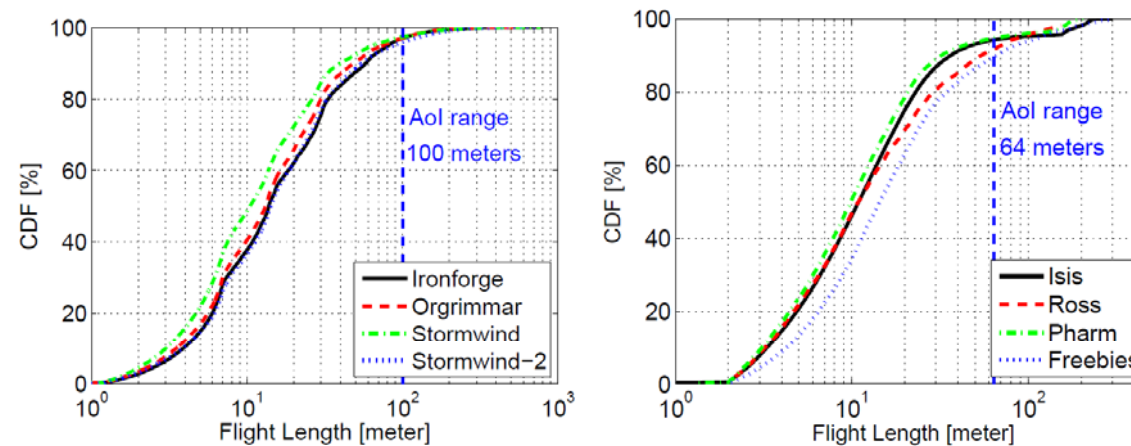 100
80
60
40
20
0
CDF [%]
AoI range
100 meters
Ironforge
Orgrimmar
Stormwind
Stormwind-2
10^0
10^1
10^2
10^3
Flight Length [meter]
100
80
60
40
20
0
CDF [%]
AoI range
64 meters
Isis
Ross
Pharm
Freebies
10^0
10^1
10^2
Flight Length [meter]